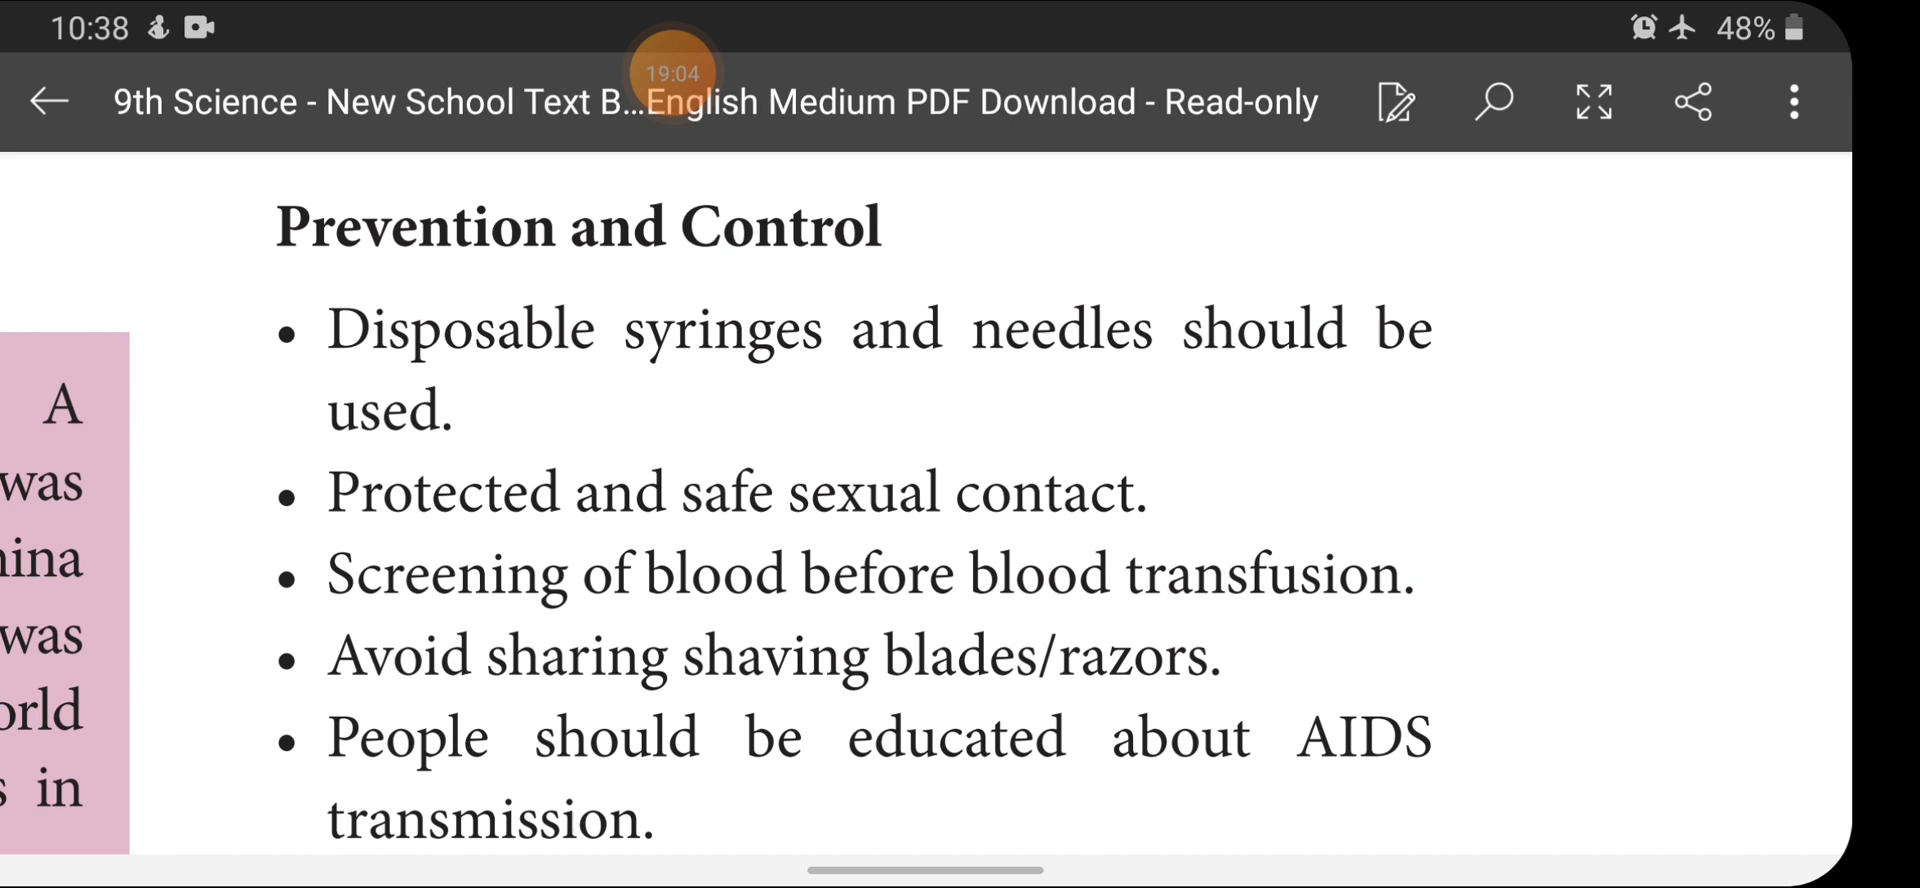 10:38 48%
19:04
9th Science - New School Text B...English Medium PDF Download - Read-only
Prevention and Control
• Disposable syringes and needles should be
used.
• Protected and safe sexual contact.
• Screening of blood before blood transfusion.
• Avoid sharing shaving blades/razors.
• People should be educated about AIDS
transmission.
A
was
was
in